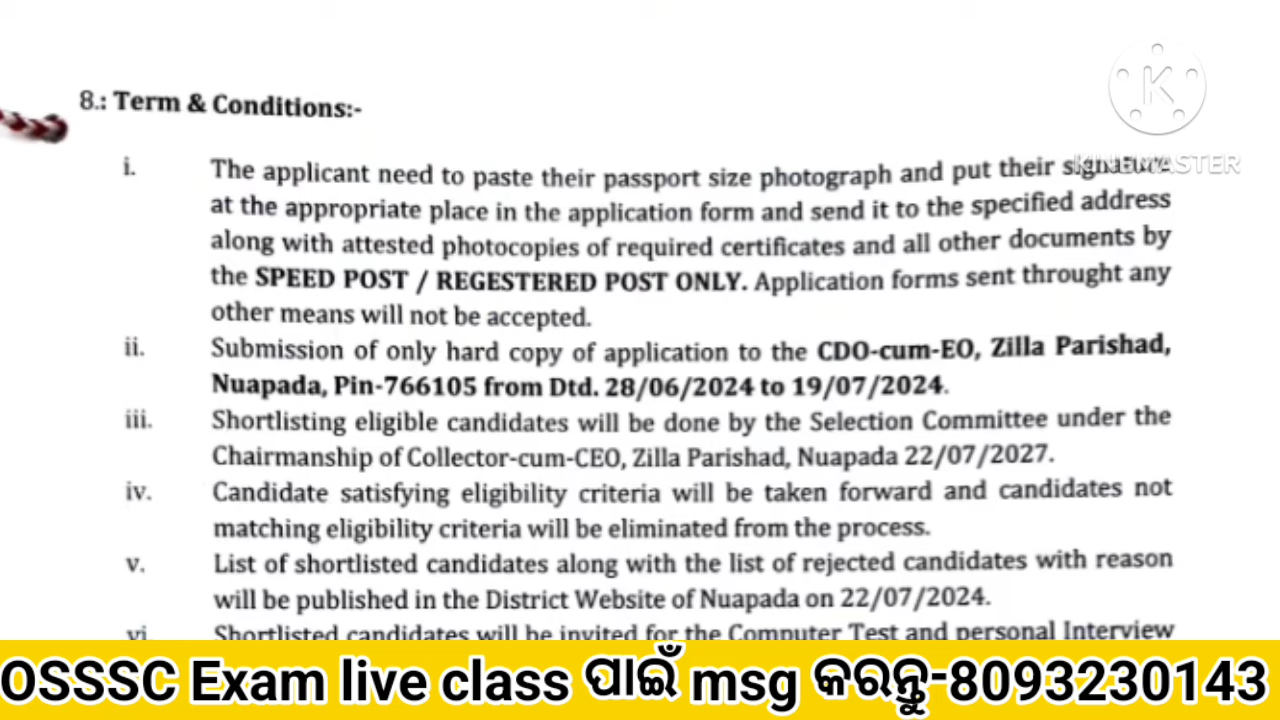 8.: Term & Conditions:-
i. The applicant need to paste their passport size photograph and put their signature
KINEMASTER
at the appropriate place in the application form and send it to the specified address
along with attested photocopies of required certificates and all other documents by
the SPEED POST / REGESTERED POST ONLY. Application forms sent throught any
other means will not be accepted.
ii. Submission of only hard copy of application to the CDO-cum-EO, Zilla Parishad,
Nuapada, Pin-766105 from Dtd. 28/06/2024 to 19/07/2024.
iii. Shortlisting eligible candidates will be done by the Selection Committee under the
Chairmanship of Collector-cum-CEO, Zilla Parishad, Nuapada 22/07/2027.
iv. Candidate satisfying eligibility criteria will be taken forward and candidates not
matching eligibility criteria will be eliminated from the process.
v. List of shortlisted candidates along with the list of rejected candidates with reason
will be published in the District Website of Nuapada on 22/07/2024.
vi. Shortlisted candidates will be invited for the Computer Test and personal Interview
OSSSC Exam live class ପାଇଁ msg କରନ୍ତୁ-8093230143